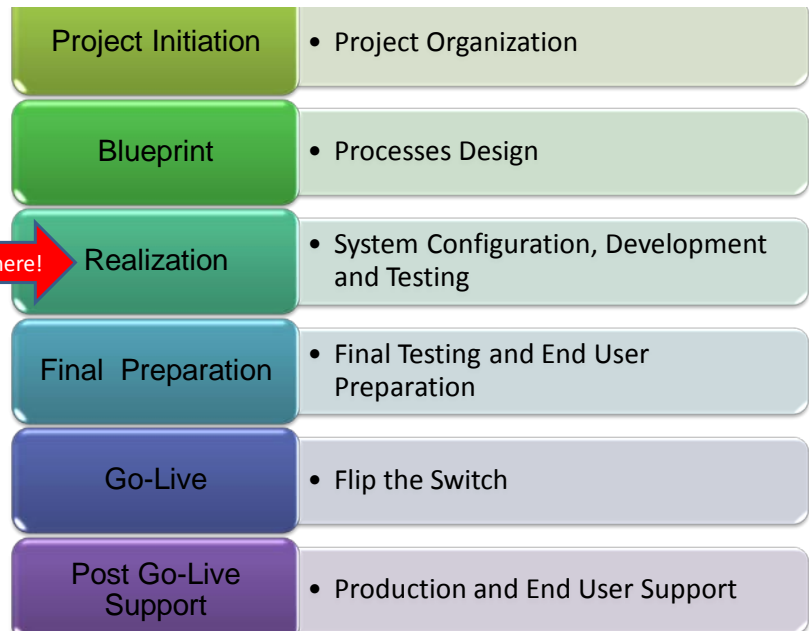 Project Initiation
• Project Organization
Blueprint
• Processes Design
here!
Realization
• System Configuration, Development
and Testing
Final Preparation
• Final Testing and End User
Preparation
Go-Live
• Flip the Switch
Post Go-Live
Support
• Production and End User Support